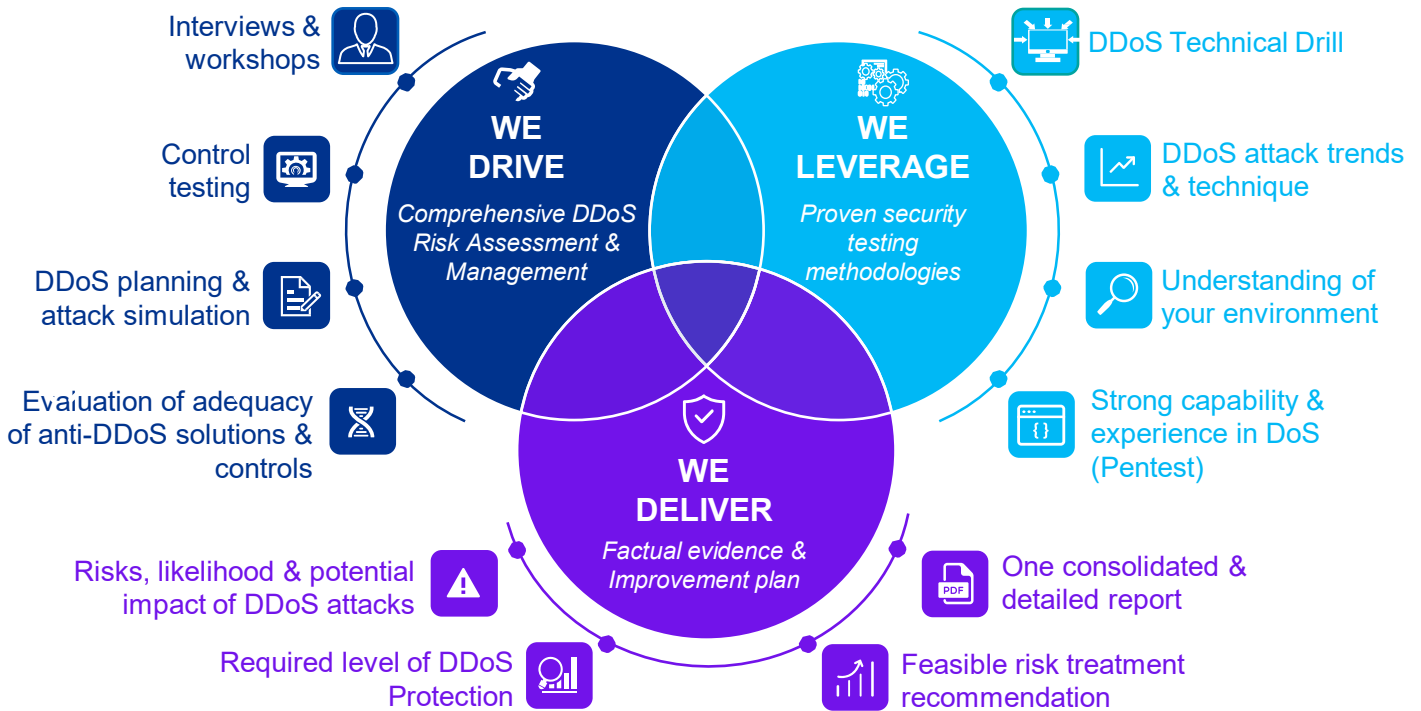 Interviews &
workshops
Control
testing
DDoS planning &
attack simulation
Evaluation of adequacy
of anti-DDoS solutions &
controls
WE
DRIVE
Comprehensive DDoS
Risk Assessment &
Management
WE
LEVERAGE
Proven security
testing
methodologies
DDoS Technical Drill
DDoS attack trends
& technique
Understanding of
your environment
{}
Strong capability &
experience in DoS
(Pentest)
WE
DELIVER
Factual evidence &
Improvement plan
Risks, likelihood & potential
impact of DDoS attacks
Required level of DDoS
Protection
PDF
One consolidated &
detailed report
Feasible risk treatment
recommendation